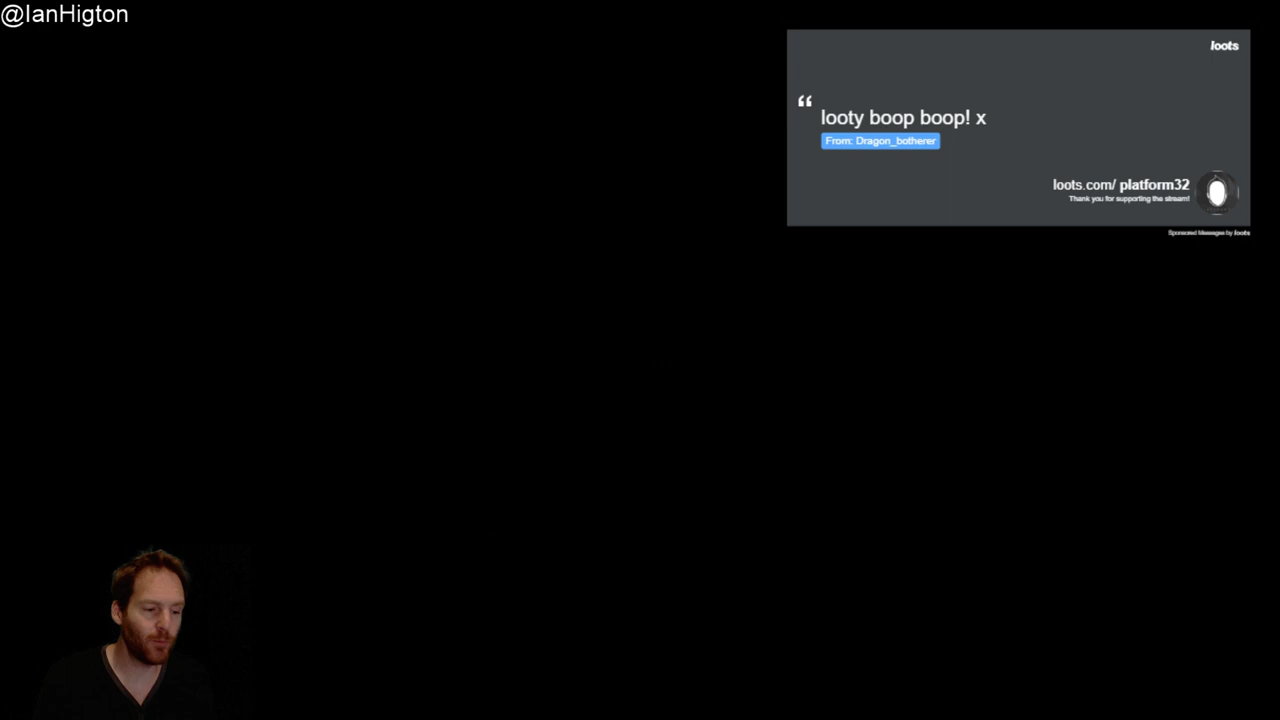 @IanHigton
loots
“
looty boop boop! x
From: Dragon_botherer
loots.com/ platform32
Thank you for supporting the stream!
Sponsored Messages by loots